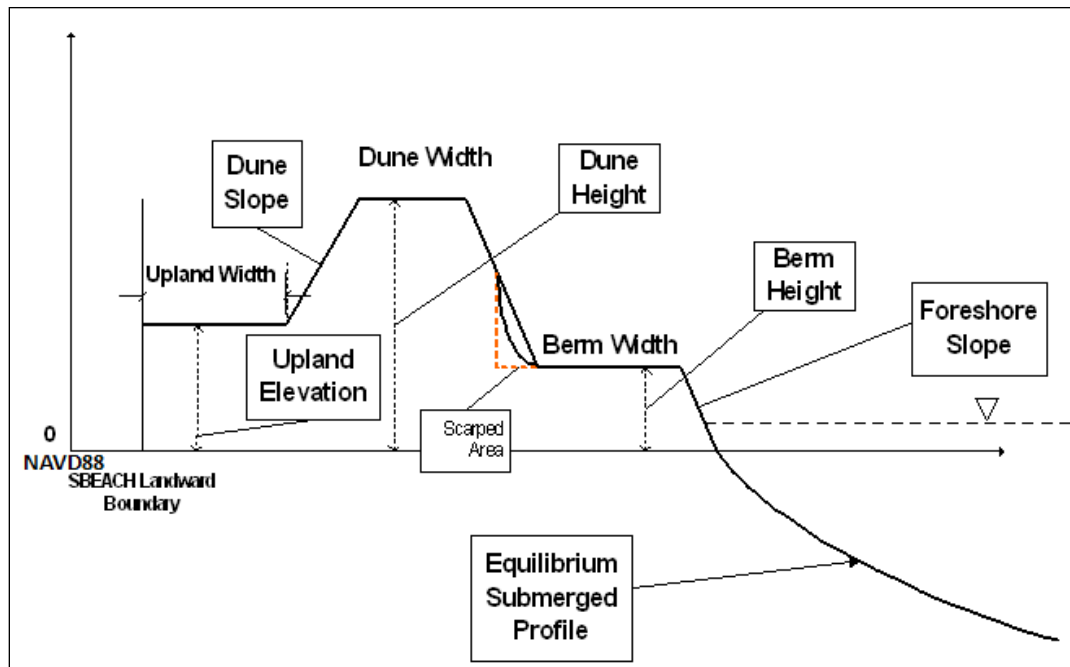 Dune Width
Dune
Slope
Dune
Height
Upland Width
Berm
Height
Foreshore
Slope
Berm Width
Upland
Elevation
Scarped
Area
0
NAVD88
SBEACH Landward
Boundary
Equilibrium
Submerged
Profile